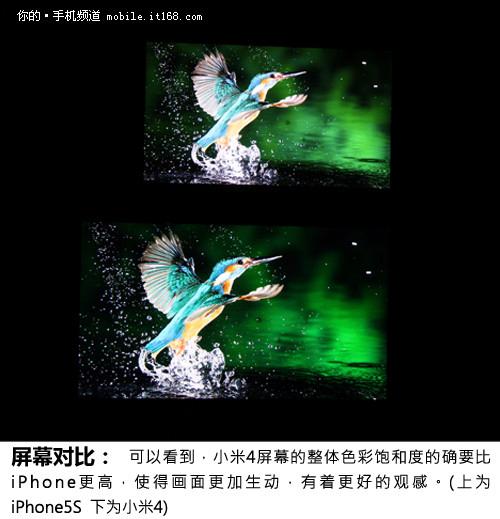 你的·手机频道 mobile.it168.com
屏幕对比： 可以看到，小米4屏幕的整体色彩饱和度的确要比
iPhone更高，使得画面更加生动，有着更好的观感。(上为
iPhone5S 下为小米4)